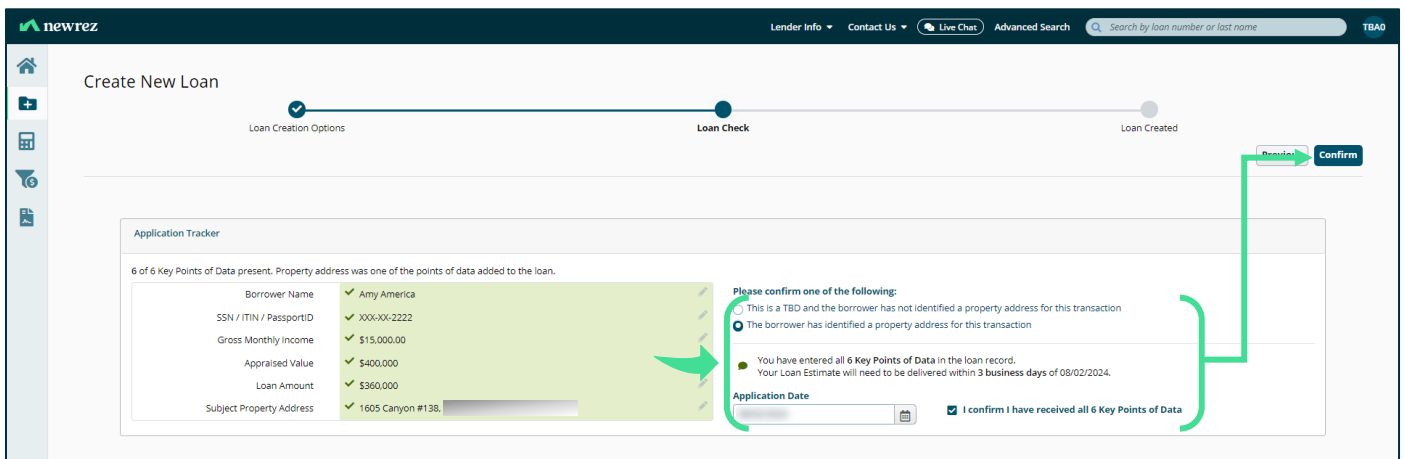 newrez
Lender Info Contact Us Live Chat Advanced Search Search by loan number or last name TBA0
Create New Loan
Loan Creation Options Loan Check Loan Created
Previous Confirm
Application Tracker
6 of 6 Key Points of Data present. Property address was one of the points of data added to the loan.
Borrower Name Amy America
SSN / ITIN / PassportID XXX-XX-2222
Gross Monthly Income $15,000.00
Appraised Value $400,000
Loan Amount $360,000
Subject Property Address 1605 Canyon #138,
Please confirm one of the following:
This is a TBD and the borrower has not identified a property address for this transaction
The borrower has identified a property address for this transaction
You have entered all 6 Key Points of Data in the loan record.
Your Loan Estimate will need to be delivered within 3 business days of 08/02/2024.
Application Date
I confirm I have received all 6 Key Points of Data